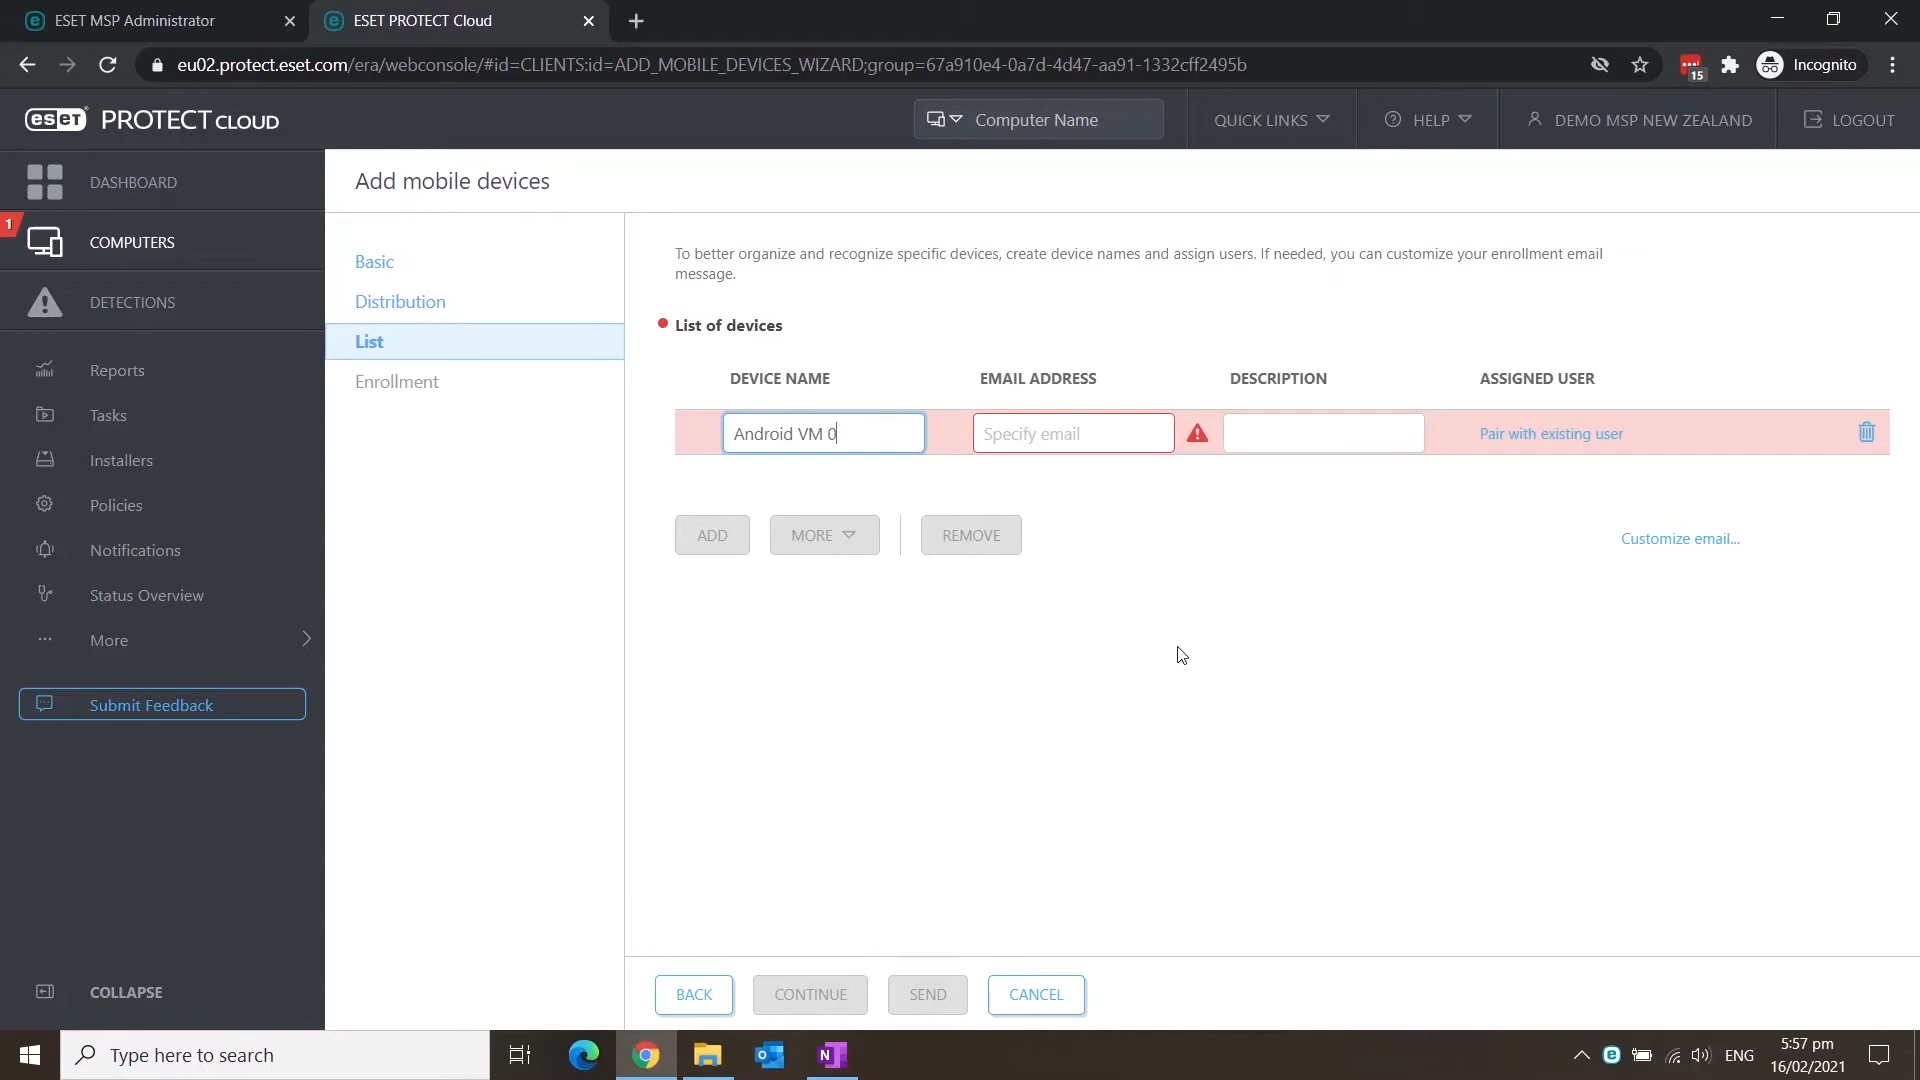 ESET MSP Administrator
ESET PROTECT Cloud
eu02.protect.eset.com/era/webconsole/#id=CLIENTS:id=ADD_MOBILE_DEVICES_WIZARD;group=67a910e4-0a7d-4d47-aa91-1332cff2495b
15
Incognito
eset PROTECT CLOUD
Computer Name
QUICK LINKS
HELP
DEMO MSP NEW ZEALAND
LOGOUT
DASHBOARD
1
COMPUTERS
DETECTIONS
Reports
Tasks
Installers
Policies
Notifications
Status Overview
More
Submit Feedback
COLLAPSE
Add mobile devices
Basic
Distribution
List
Enrollment
To better organize and recognize specific devices, create device names and assign users. If needed, you can customize your enrollment email
message.
List of devices
DEVICE NAME
EMAIL ADDRESS
DESCRIPTION
ASSIGNED USER
Android VM 0
Specify email
Pair with existing user
ADD
MORE
REMOVE
Customize email...
BACK
CONTINUE
SEND
CANCEL
Type here to search
ENG
5:57 pm
16/02/2021